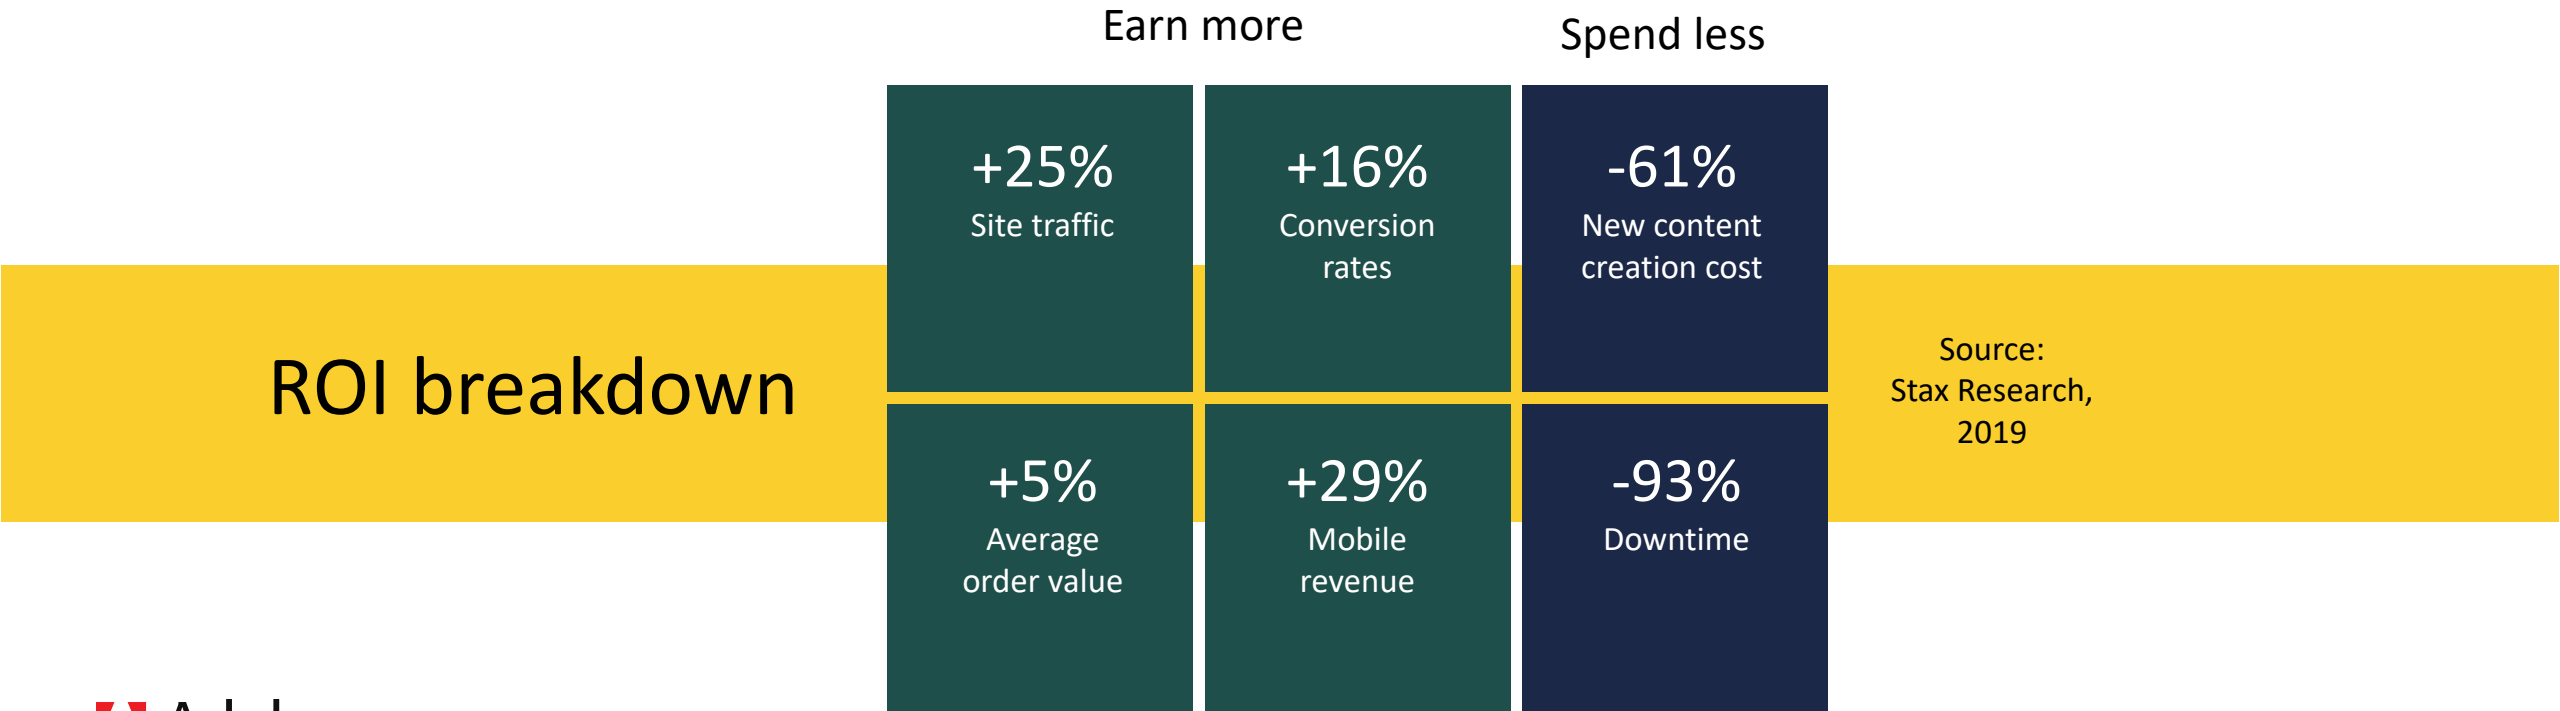 Earn more
Spend less
+25%
Site traffic
+16%
Conversion
rates
-61%
New content
creation cost
ROI breakdown
+5%
Average
order value
+29%
Mobile
revenue
-93%
Downtime
Source:
Stax Research,
2019